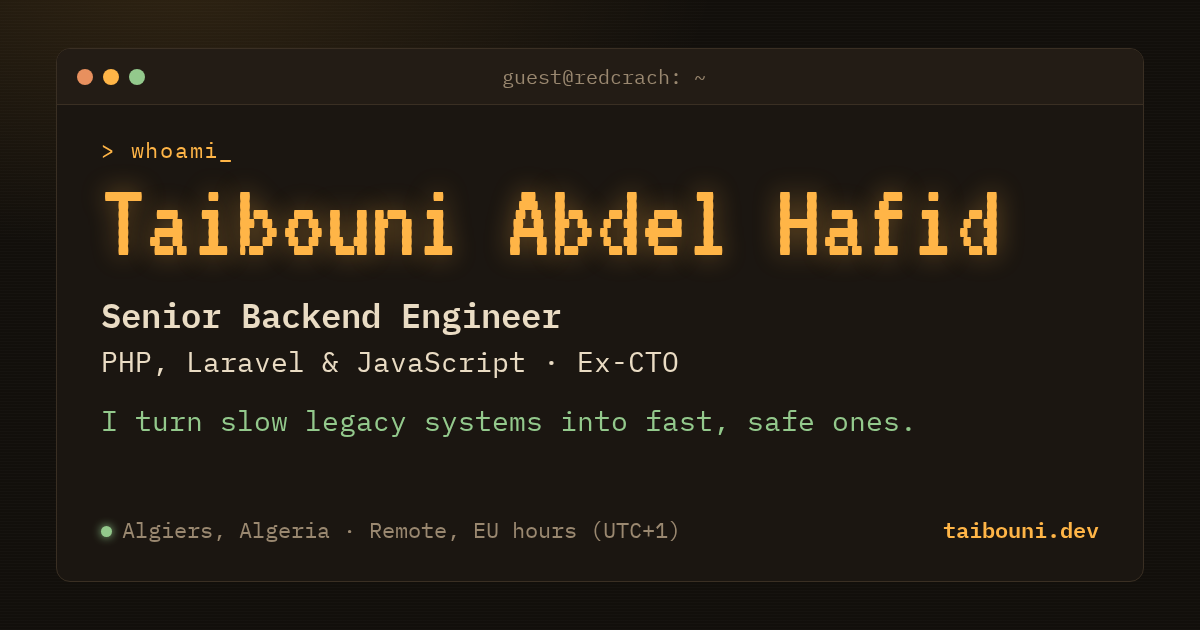 guest@redcrach: ~
> whoami_
Taibouni Abdel Hafid
Senior Backend Engineer
PHP, Laravel & JavaScript · Ex-CTO
I turn slow legacy systems into fast, safe ones.
Algiers, Algeria · Remote, EU hours (UTC+1)
taibouni.dev